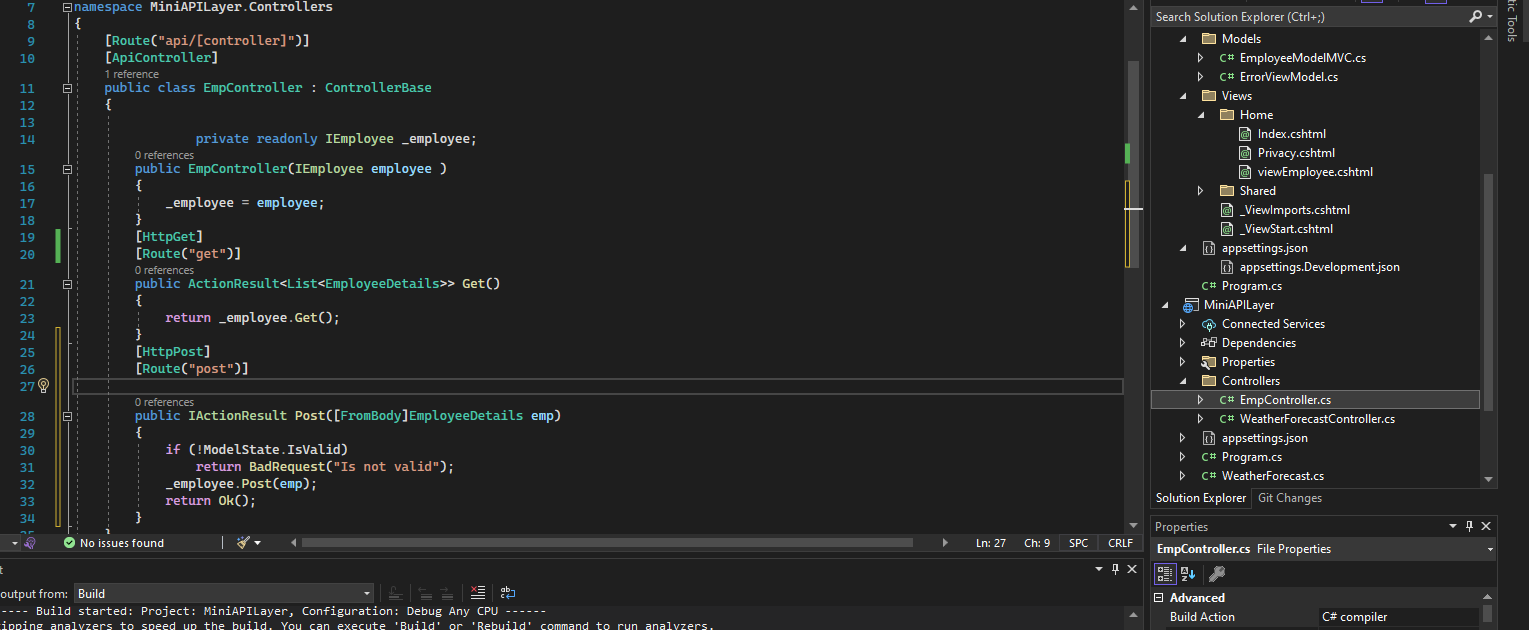 7 namespace MiniAPILayer.Controllers
8 {
9 [Route("api/[controller]")]
10 [ApiController]
1 reference
11 public class EmpController : ControllerBase
12 {
13
14 private readonly IEmployee _employee;
0 references
15 public EmpController(IEmployee employee )
16 {
17 _employee = employee;
18 }
19 [HttpGet]
20 [Route("get")]
0 references
21 public ActionResult<List<EmployeeDetails>> Get()
22 {
23 return _employee.Get();
24 }
25 [HttpPost]
26 [Route("post")]
27
0 references
28 public IActionResult Post([FromBody]EmployeeDetails emp)
29 {
30 if (!ModelState.IsValid)
31 return BadRequest("Is not valid");
32 _employee.Post(emp);
33 return Ok();
34 }
No issues found
Ln: 27 Ch: 9 SPC CRLF
output from: Build
---- Build started: Project: MiniAPILayer, Configuration: Debug Any CPU ------
ipping analyzers to speed up the build. You can execute 'Build' or 'Rebuild' command to run analyzers.
Search Solution Explorer (Ctrl+;)
Models
C# EmployeeModelMVC.cs
C# ErrorViewModel.cs
Views
Home
Index.cshtml
Privacy.cshtml
viewEmployee.cshtml
Shared
_ViewImports.cshtml
_ViewStart.cshtml
appsettings.json
appsettings.Development.json
C# Program.cs
MiniAPILayer
Connected Services
Dependencies
Properties
Controllers
C# EmpController.cs
C# WeatherForecastController.cs
appsettings.json
C# Program.cs
C# WeatherForecast.cs
Solution Explorer Git Changes
Properties
EmpController.cs File Properties
Advanced
Build Action C# compiler
tic Tools